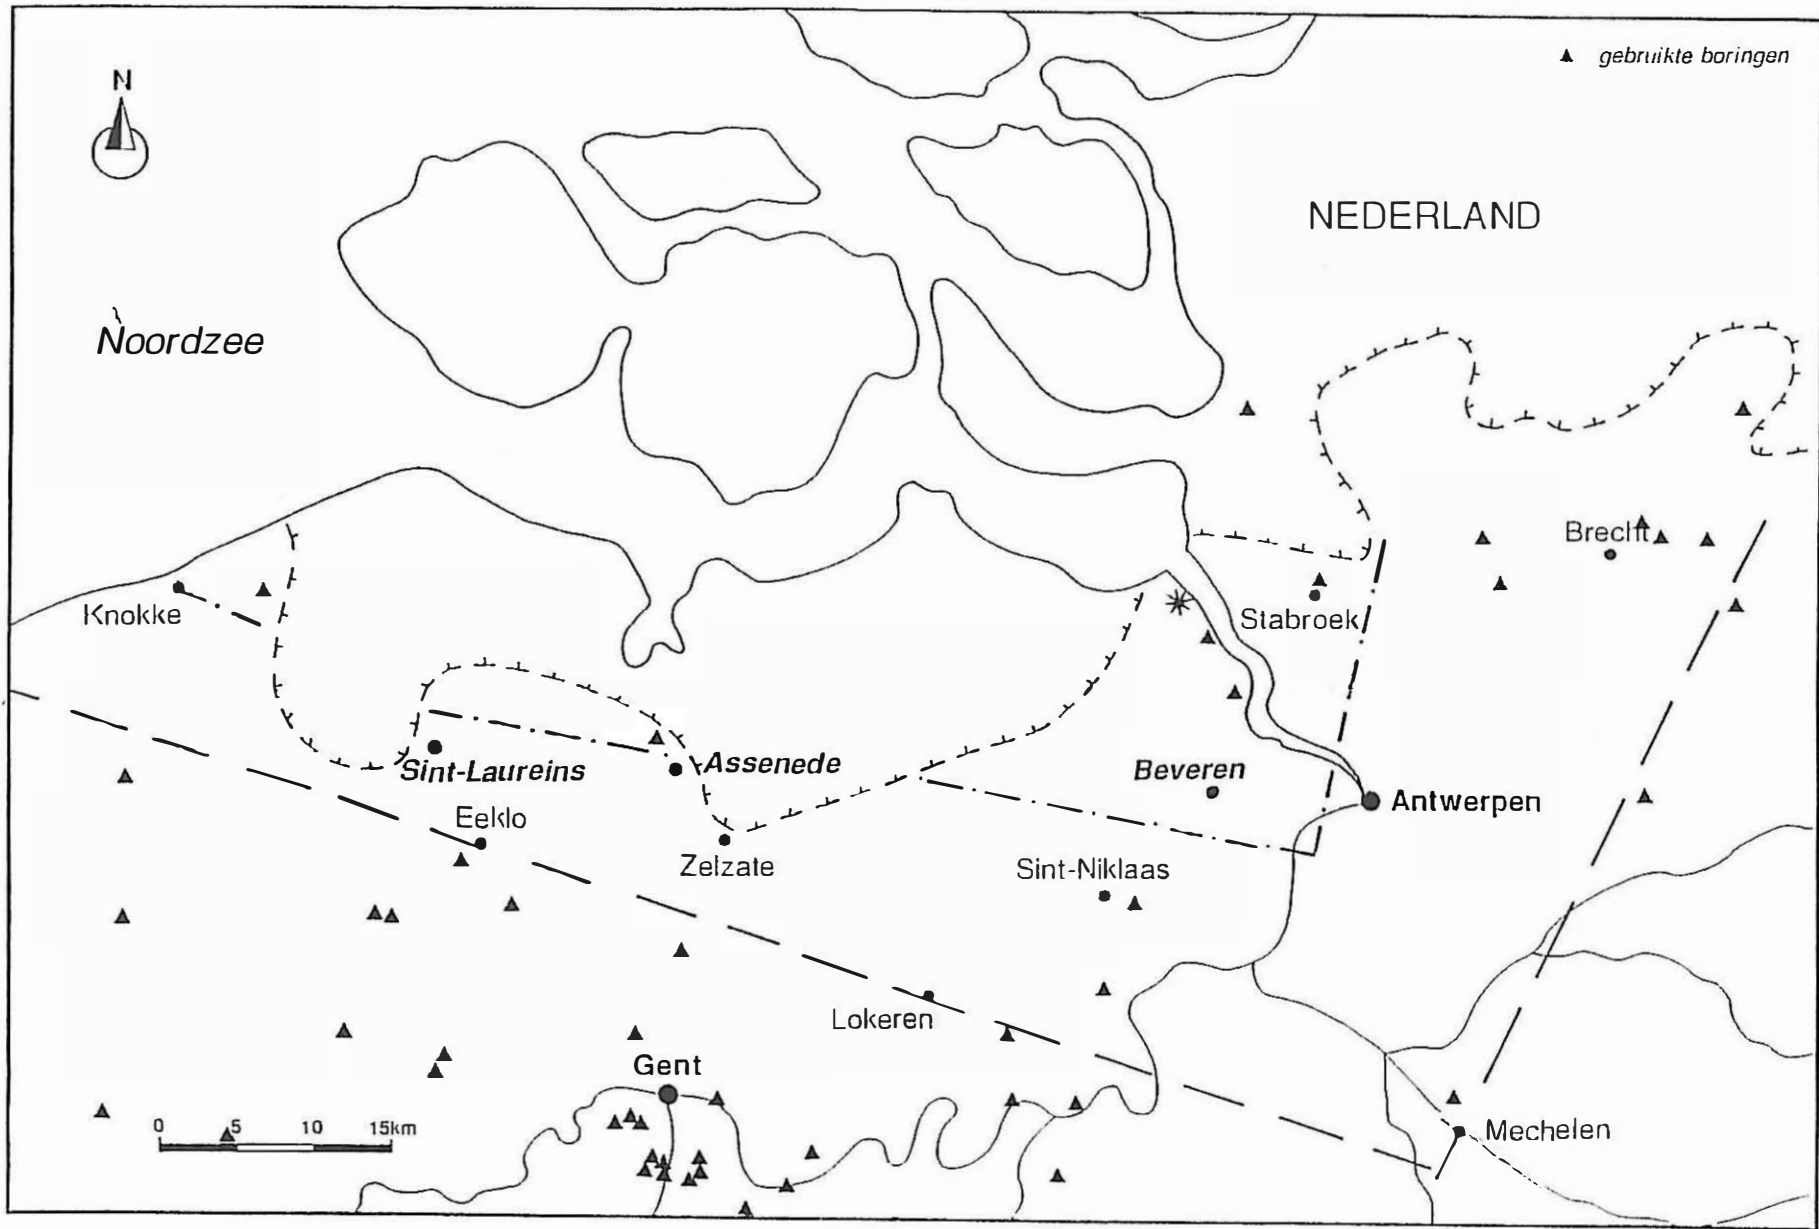 gebruikte boringen
N
NEDERLAND
Noordzee
Brecht
Knokke
Stabroek
Sint-Laureins
Assenede
Beveren
Antwerpen
Eeklo
Zelzate
Sint-Niklaas
Lokeren
Gent
0 5 10 15km
Mechelen